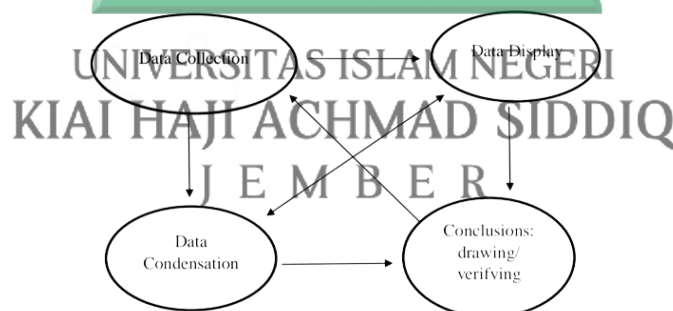 Data Collection
Data Display
UNIVERSITAS ISLAM NEGERI
KIAI HAJI ACHMAD SIDDIQ
J E M B E R
Data
Condensation
Conclusions:
drawing/
verifying